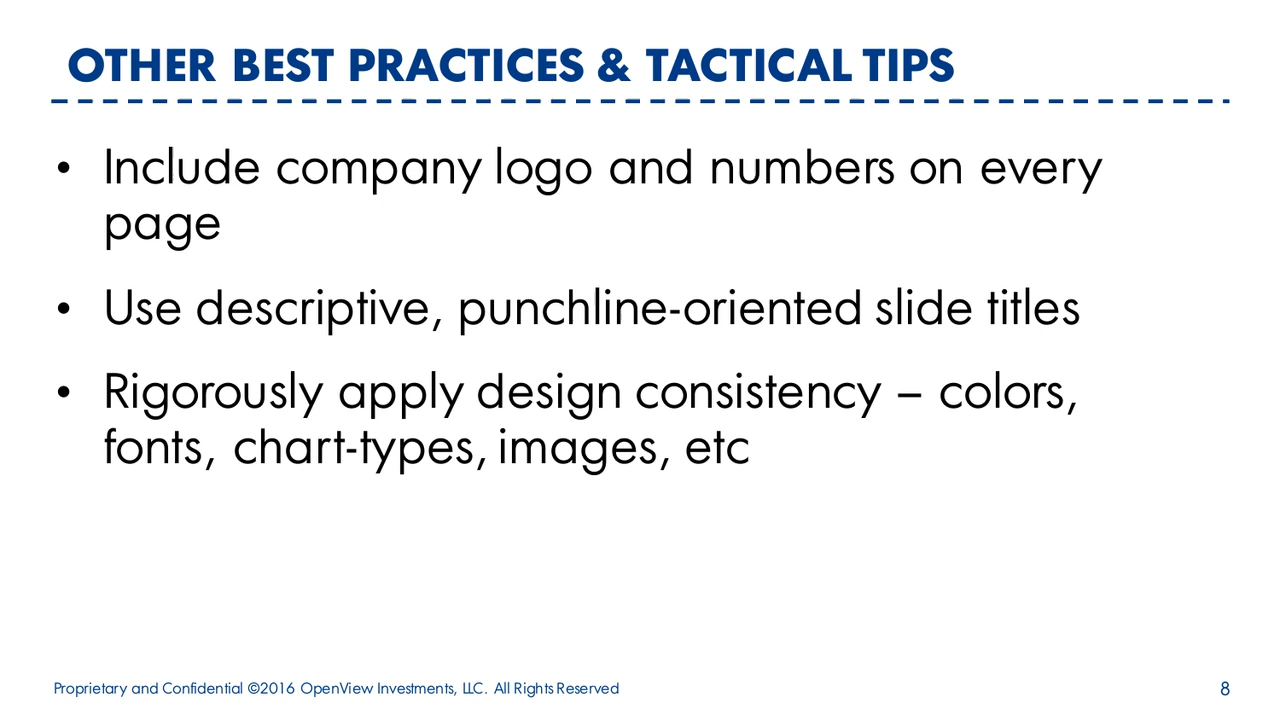 OTHER BEST PRACTICES & TACTICAL TIPS
• Include company logo and numbers on every
page
• Use descriptive, punchline-oriented slide titles
• Rigorously apply design consistency – colors,
fonts, chart-types, images, etc
Proprietary and Confidential ©2016 OpenView Investments, LLC. All Rights Reserved
8